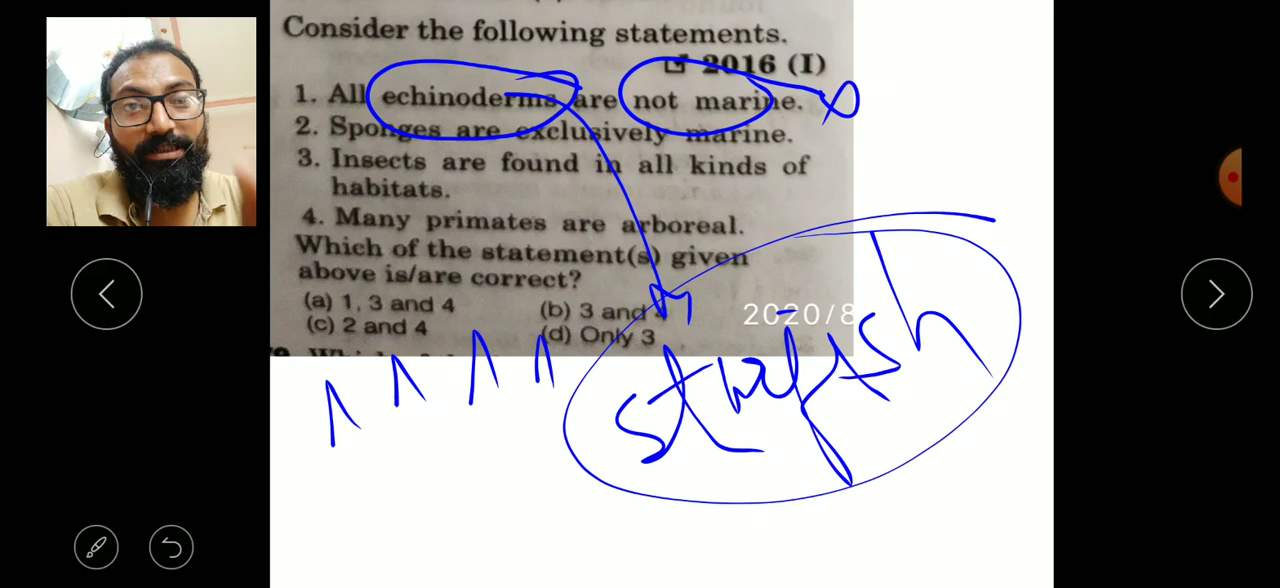 Consider the following statements.
2016 (I)
1. All echinoderms are not marine.
2. Sponges are exclusively marine.
3. Insects are found in all kinds of
habitats.
4. Many primates are arboreal.
Which of the statement(s) given
above is/are correct?
(a) 1, 3 and 4
(b) 3 and 4
(c) 2 and 4
(d) Only 3
2020/8
starfish